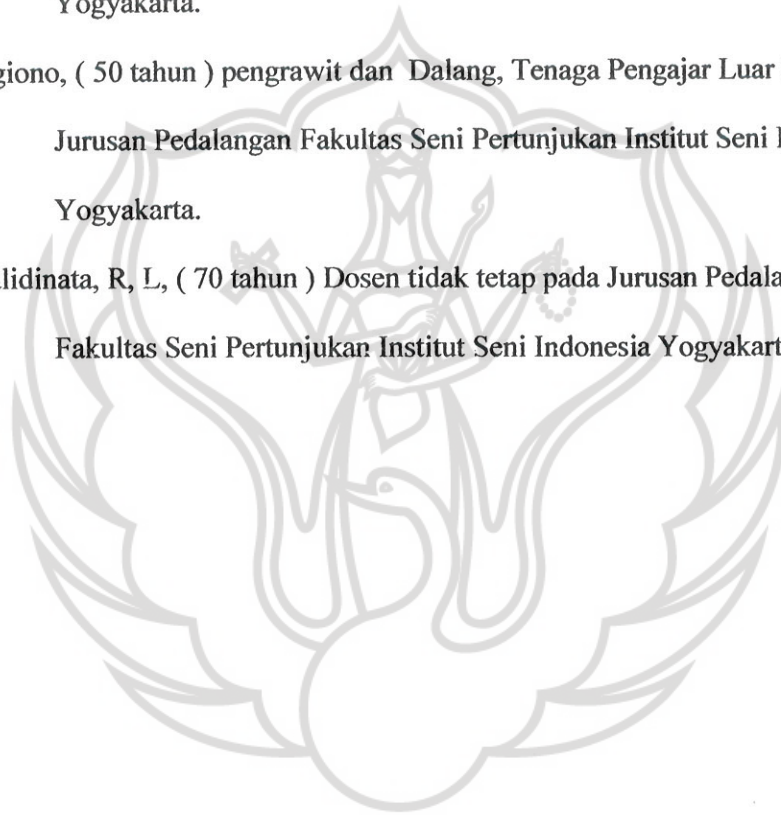 Yogyakarta.
giono, ( 50 tahun ) pengrawit dan Dalang, Tenaga Pengajar Luar
Jurusan Pedalangan Fakultas Seni Pertunjukan Institut Seni
Yogyakarta.
lidinata, R, L, ( 70 tahun ) Dosen tidak tetap pada Jurusan Pedala
Fakultas Seni Pertunjukan Institut Seni Indonesia Yogyakart